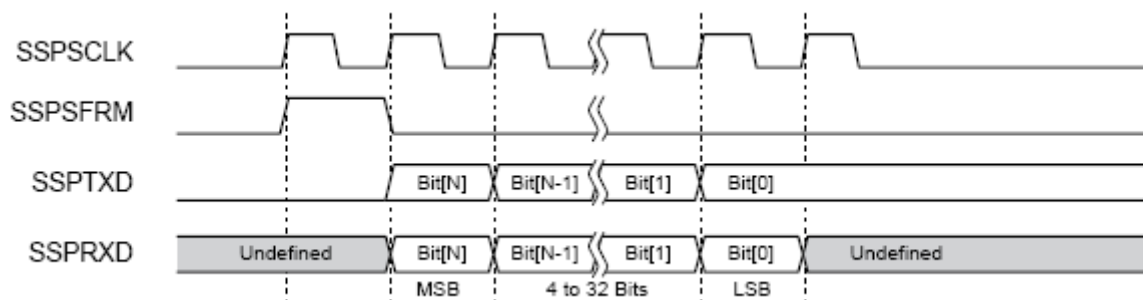 SSPSCLK
SSPSFRM
SSPTXD Bit[N] Bit[N-1] Bit[1] Bit[0]
SSPRXD Undefined Bit[N] Bit[N-1] Bit[1] Bit[0] Undefined
MSB 4 to 32 Bits LSB